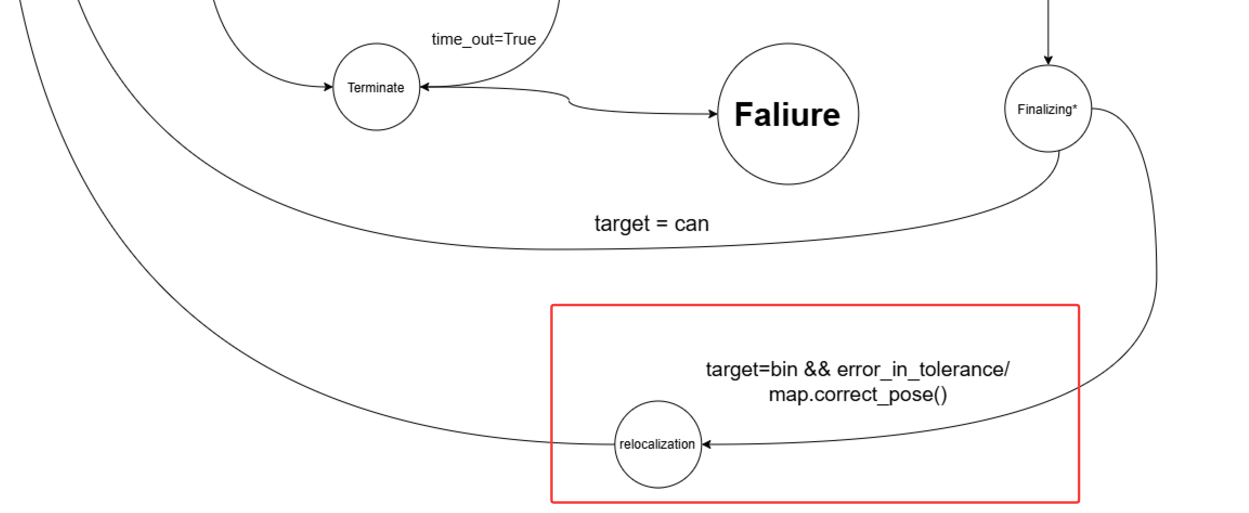 time_out=True
Terminate
Faliure
Finalizing*
target = can
target=bin && error_in_tolerance/
map.correct_pose()
relocalization